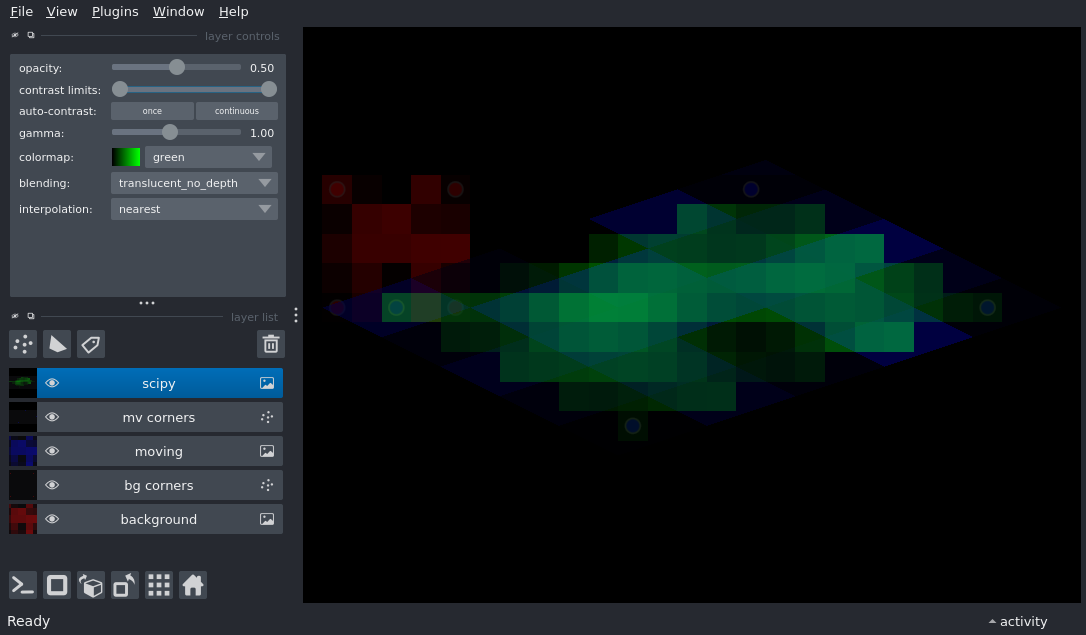 File View Plugins Window Help
layer controls
opacity: 0.50
contrast limits:
auto-contrast: once continuous
gamma: 1.00
colormap: green
blending: translucent_no_depth
interpolation: nearest
layer list
scipy
mv corners
moving
bg corners
background
Ready
activity